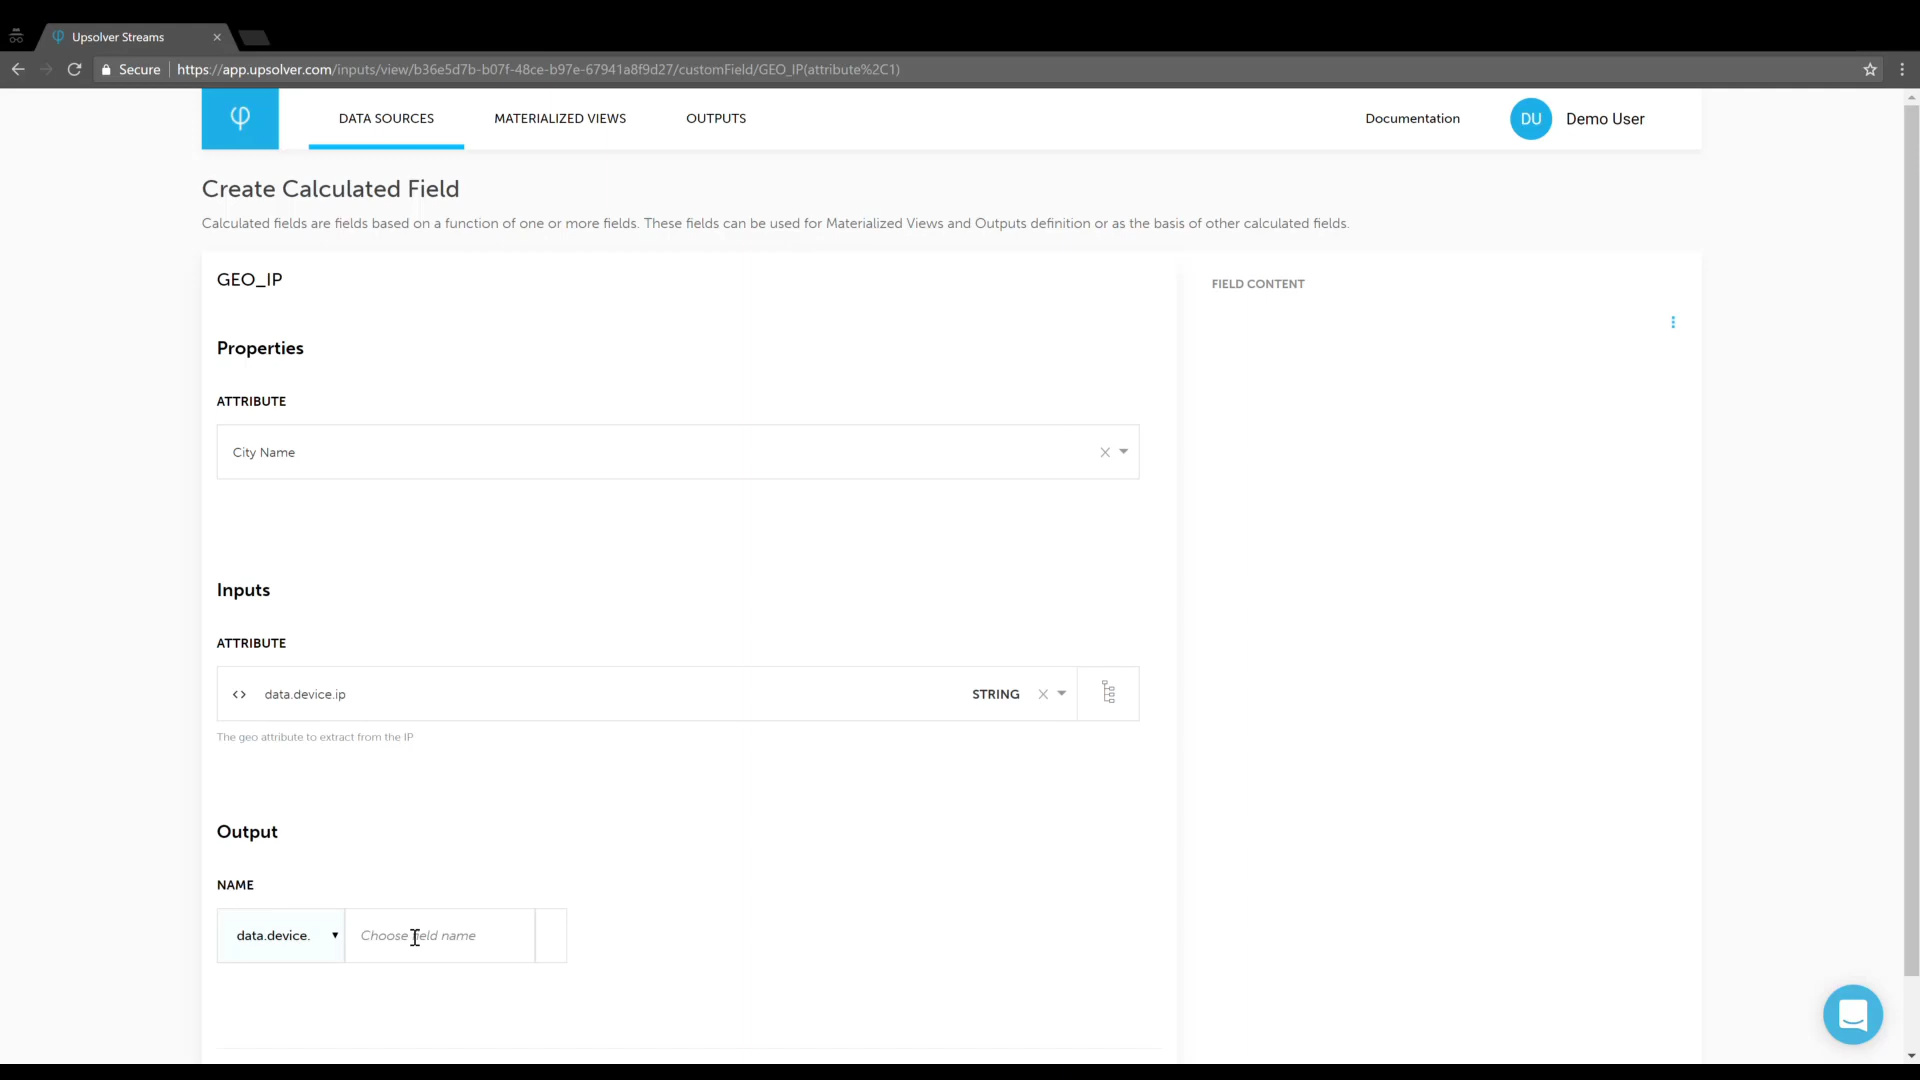 Upsolver Streams
Secure https://app.upsolver.com/inputs/view/b36e5d7b-b07f-48ce-b97e-67941a8f9d27/customField/GEO_IP(attribute%2C1)
φ DATA SOURCES MATERIALIZED VIEWS OUTPUTS Documentation DU Demo User
Create Calculated Field
Calculated fields are fields based on a function of one or more fields. These fields can be used for Materialized Views and Outputs definition or as the basis of other calculated fields.
GEO_IP
FIELD CONTENT
Properties
ATTRIBUTE
City Name
Inputs
ATTRIBUTE
<> data.device.ip STRING
The geo attribute to extract from the IP
Output
NAME
data.device. Choose field name